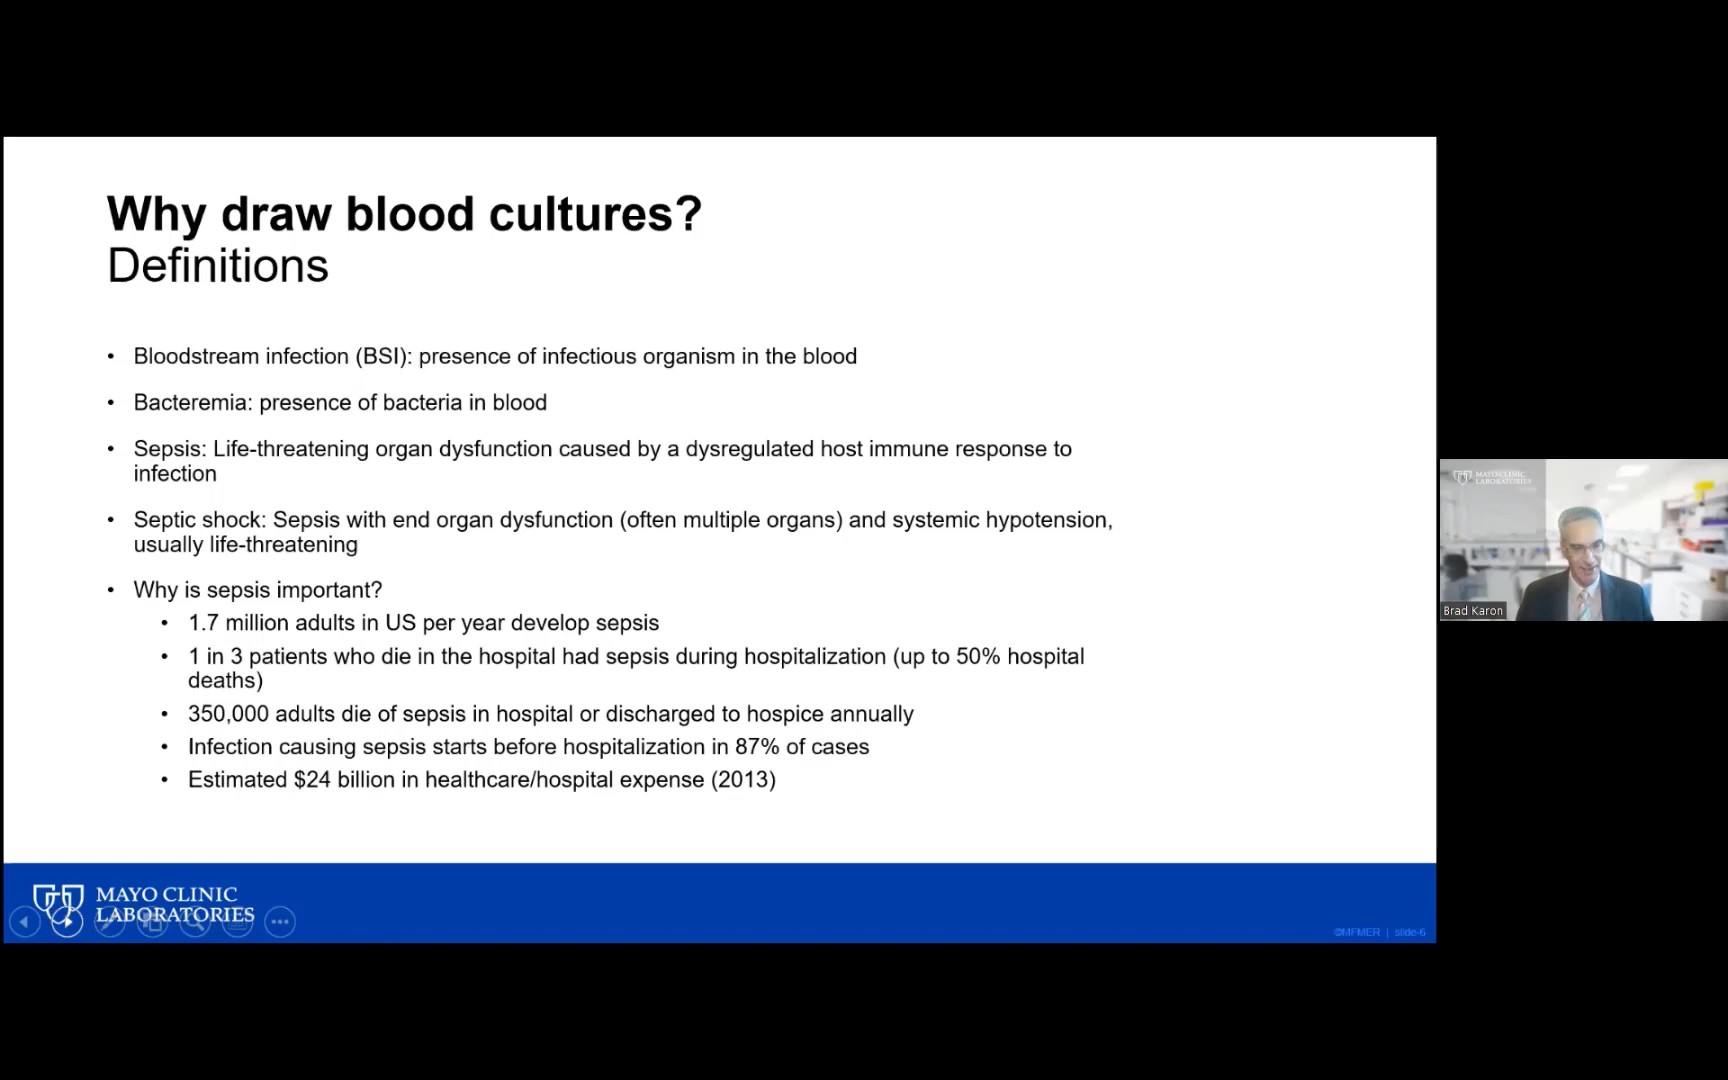 Why draw blood cultures?
Definitions
• Bloodstream infection (BSI): presence of infectious organism in the blood
• Bacteremia: presence of bacteria in blood
• Sepsis: Life-threatening organ dysfunction caused by a dysregulated host immune response to
infection
• Septic shock: Sepsis with end organ dysfunction (often multiple organs) and systemic hypotension,
usually life-threatening
• Why is sepsis important?
• 1.7 million adults in US per year develop sepsis
• 1 in 3 patients who die in the hospital had sepsis during hospitalization (up to 50% hospital
deaths)
• 350,000 adults die of sepsis in hospital or discharged to hospice annually
• Infection causing sepsis starts before hospitalization in 87% of cases
• Estimated $24 billion in healthcare/hospital expense (2013)
MAYO CLINIC
LABORATORIES
©MFMER | slide-6
MAYO CLINIC
LABORATORIES
Brad Karon